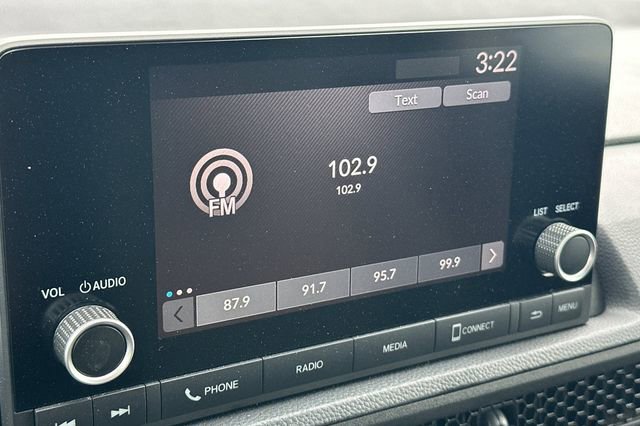 3:22
Text Scan
102.9
102.9
FM
LIST SELECT
VOL AUDIO
87.9 91.7 95.7 99.9
PHONE RADIO MEDIA CONNECT MENU